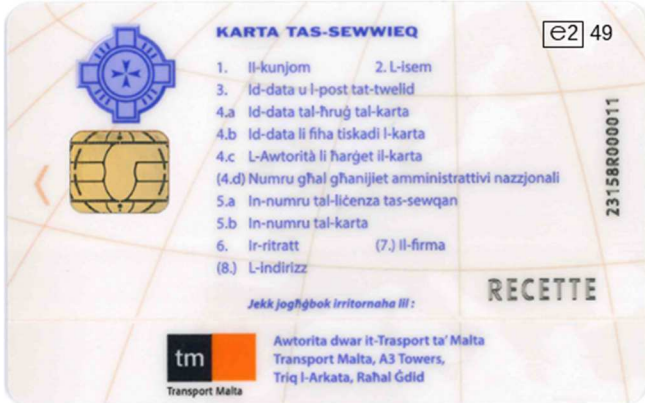 KARTA TAS-SEWWIEQ
e2 49
1. Il-kunjom 2. L-isem
3. Id-data u l-post tat-twelid
4.a Id-data tal-ħruġ tal-karta
4.b Id-data li fiha tiskadi l-karta
4.c L-Awtorità li ħarġet il-karta
(4.d) Numru għal għanijiet amministrattivi nazzjonali
5.a In-numru tal-liċenza tas-sewqan
5.b In-numru tal-karta
6. Ir-ritratt (7.) Il-firma
(8.) L-indirizz
23158R000011
RECETTE
Jekk jogħġbok irritornaha lil :
tm
Transport Malta
Awtorita dwar it-Trasport ta' Malta
Transport Malta, A3 Towers,
Triq l-Arkata, Raħal Ġdid